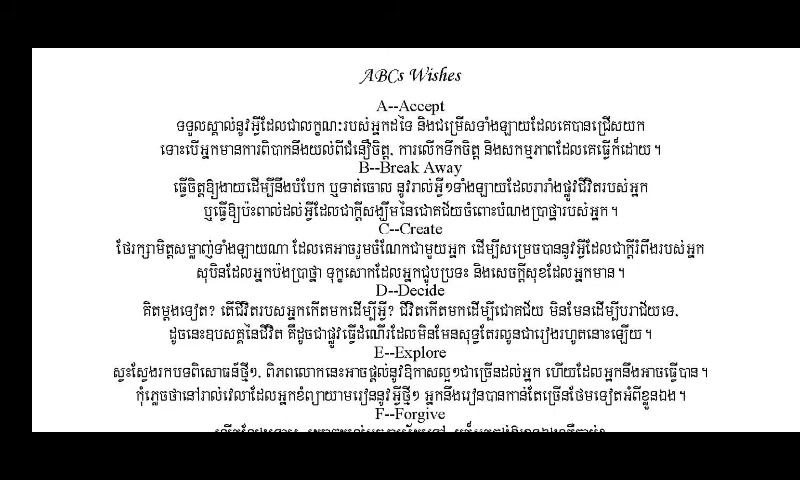 ABCs Wishes
A--Accept
ទទួលស្គាល់នូវអ្វីដែលជាលក្ខណៈរបស់អ្នកដទៃ និងជម្រើសទាំងឡាយដែលគេបានជ្រើសយក
ទោះបើអ្នកមានការពិបាកនឹងយល់ពីជំនឿចិត្ត, ការលើកទឹកចិត្ត និងសកម្មភាពដែលគេធ្វើក៏ដោយ។
B--Break Away
ធ្វើចិត្តឱ្យងាយដើម្បីនឹងបំបែក ឬទាត់ចោល នូវរាល់អ្វីៗទាំងឡាយដែលរារាំងផ្លូវជីវិតរបស់អ្នក
ឬធ្វើឱ្យប៉ះពាល់ដល់អ្វីដែលជាក្តីសង្ឃឹមនៃជោគជ័យចំពោះបំណងប្រាថ្នារបស់អ្នក។
C--Create
ថែរក្សាមិត្តសម្លាញ់ទាំងឡាយណា ដែលគេអាចរួមចំណែកជាមួយអ្នក ដើម្បីសម្រេចបាននូវអ្វីដែលជាក្តីរំពឹងរបស់អ្នក
សុបិនដែលអ្នកប៉ងប្រាថ្នា ទុក្ខសោកដែលអ្នកជួបប្រទះ និងសេចក្តីសុខដែលអ្នកមាន។
D--Decide
គិតម្តងទៀត? តើជីវិតរបសអ្នកកើតមកដើម្បីអ្វី? ជីវិតកើតមកដើម្បីជោគជ័យ មិនមែនដើម្បីបរាជ័យទេ,
ដូចនេះឧបសគ្គនៃជីវិត គឺដូចជាផ្លូវធ្វើដំណើរដែលមិនមែនសុទ្ធតែរលូនជារៀងរហូតនោះឡើយ។
E--Explore
ស្វះស្វែងរកបទពិសោធន៍ថ្មីៗ, ពិភពលោកនេះអាចផ្តល់នូវឱកាសល្អៗជាច្រើនដល់អ្នក ហើយដែលអ្នកនឹងអាចធ្វើបាន។
កុំភ្លេចថានៅរាល់វេលាដែលអ្នកខំព្យាយាមរៀននូវអ្វីថ្មីៗ អ្នកនឹងរៀនបានកាន់តែច្រើនថែមទៀតអំពីខ្លួនឯង។
F--Forgive